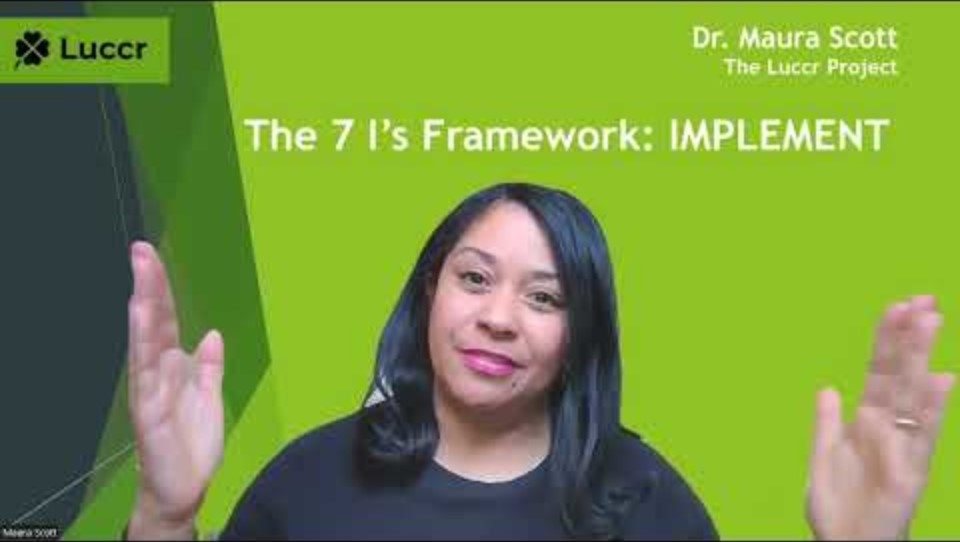 Luccr
Dr. Maura Scott
The Luccr Project
The 7 I's Framework: IMPLEMENT
Maura Scott